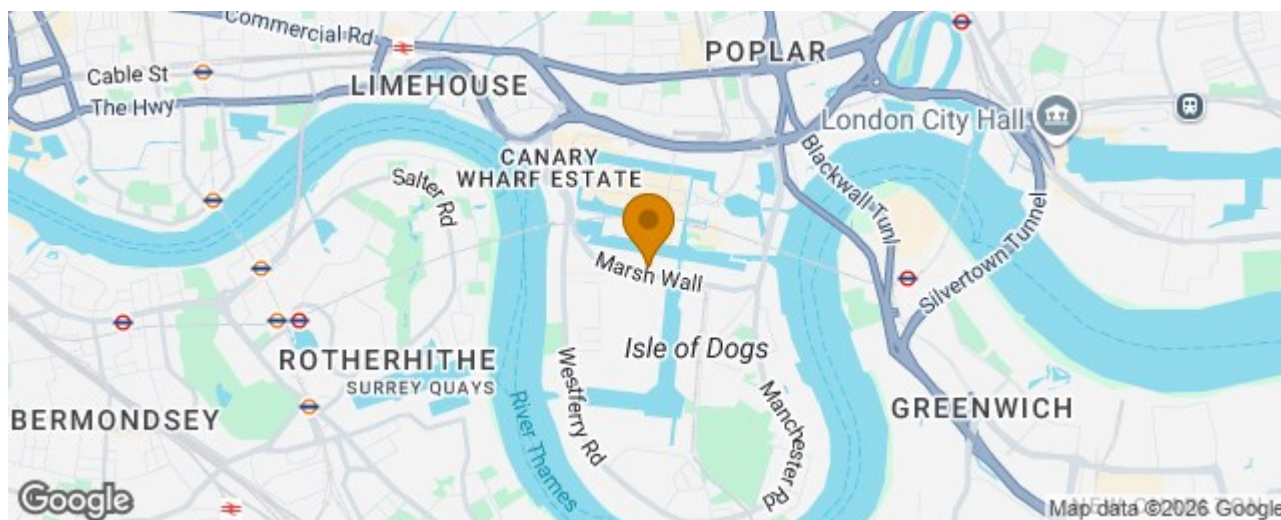 Commercial Rd
POPLAR
Cable St
LIMEHOUSE
The Hwy
London City Hall
CANARY
WHARF ESTATE
Blackwall Tunl
Salter Rd
Silvertown Tunnel
Marsh Wall
Isle of Dogs
ROTHERHITHE
SURREY QUAYS
Westferry Rd
Manchester Rd
River Thames
GREENWICH
BERMONDSEY
Google
Map data ©2026 Google